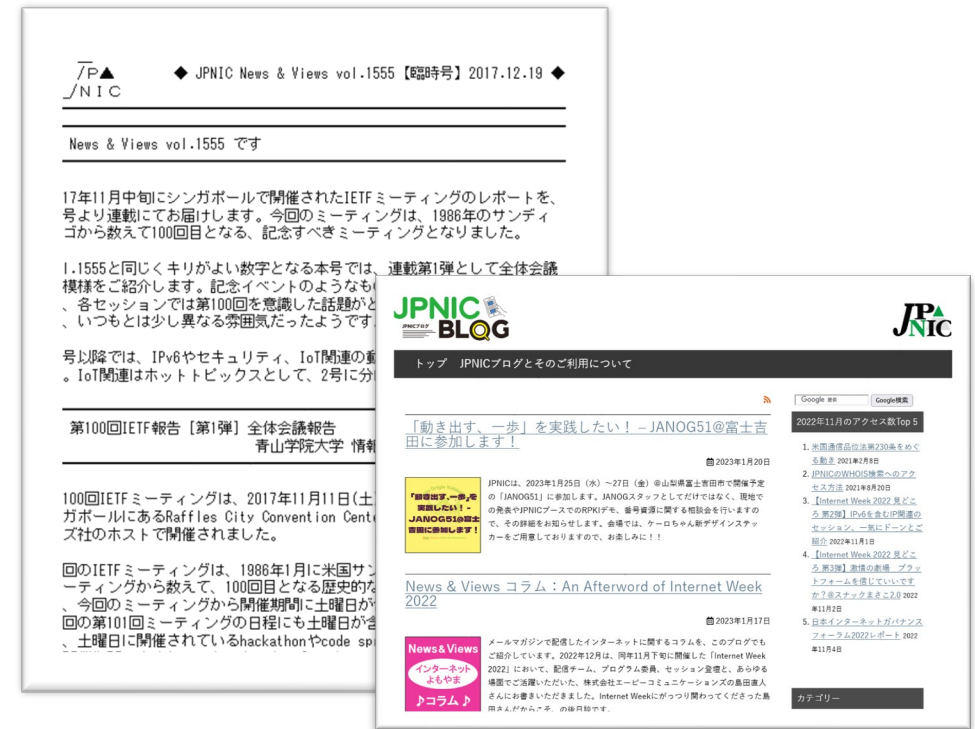 JPNIC
◆ JPNIC News & Views vol.1555【臨時号】2017.12.19 ◆
News & Views vol.1555 です
17年11月中旬にシンガポールで開催されたIETFミーティングのレポートを、
号より連載にてお届けします。今回のミーティングは、1986年のサンディ
ゴから数えて100回目となる、記念すべきミーティングとなりました。
l.1555と同じくキリがよい数字となる本号では、連載第1弾として全体会議
模様をご紹介します。記念イベントのようなも
、各セッションでは第100回を意識した話題が
、いつもとは少し異なる雰囲気だったようです
号以降では、IPv6やセキュリティ、IoT関連の
。IoT関連はホットトピックスとして、2号に分
第100回IETF報告 [第1弾] 全体会議報告
青山学院大学 情報
100回IETFミーティングは、2017年11月11日(土
ガポールにあるRaffles City Convention Cent
ズ社のホストで開催されました。
回のIETFミーティングは、1986年1月に米国サン
ーティングから数えて、100回目となる歴史的な
、今回のミーティングから開催期間に土曜日が
回の第101回ミーティングの日程にも土曜日が含
、土曜日に開催されているhackathonやcode sp
JPNIC
JPNICブログ
BLOG
JPNIC
トップ JPNICブログとそのご利用について
「動き出す、一歩」を実践したい！ – JANOG51@富士吉
田に参加します！
2023年1月20日
「動き出す、一歩」を
実践したい！ -
JANOG51@富士
吉田に参加します！
JPNICは、2023年1月25日（水）～27日（金）＠山梨県富士吉田市で開催予定
の「JANOG51」に参加します。JANOGスタッフとしてだけではなく、現地で
の発表やJPNICブースでのRPKIデモ、番号資源に関する相談会を行いますの
で、その詳細をお知らせします。会場では、ケーロちゃん新デザインステッ
カーをご用意しておりますので、お楽しみに！！
News & Views コラム：An Afterword of Internet Week
2022
2023年1月17日
News&Views
インターネット
よもやま
♪コラム♪
メールマガジンで配信したインターネットに関するコラムを、このブログでも
ご紹介しています。2022年12月は、同年11月下旬に開催した「Internet Week
2022」において、配信チーム、プログラム委員、セッション登壇と、あらゆる
場面でご活躍いただいた、株式会社エーピーコミュニケーションズの島田直人
さんにお書きいただきました。Internet Weekにがっつり関わってくださった島
田さんだからこそ、の後日談です。
Google 検索
Google検索
2022年11月のアクセス数Top 5
1. 米国通信品位法第230条をめぐ
る動き 2021年2月8日
2. JPNICのWHOIS検索へのアク
セス方法 2021年8月20日
3. 【Internet Week 2022 見どこ
ろ 第2弾】IPv6を含むIP関連の
セッション、一気にドーンとご
紹介 2022年11月1日
4. 【Internet Week 2022 見どこ
ろ 第3弾】激情の劇場 プラッ
トフォームを信じていいです
か？＠スナックまさこ2.0 2022
年11月2日
5. 日本インターネットガバナンス
フォーラム2022レポート 2022
年11月4日
カテゴリー